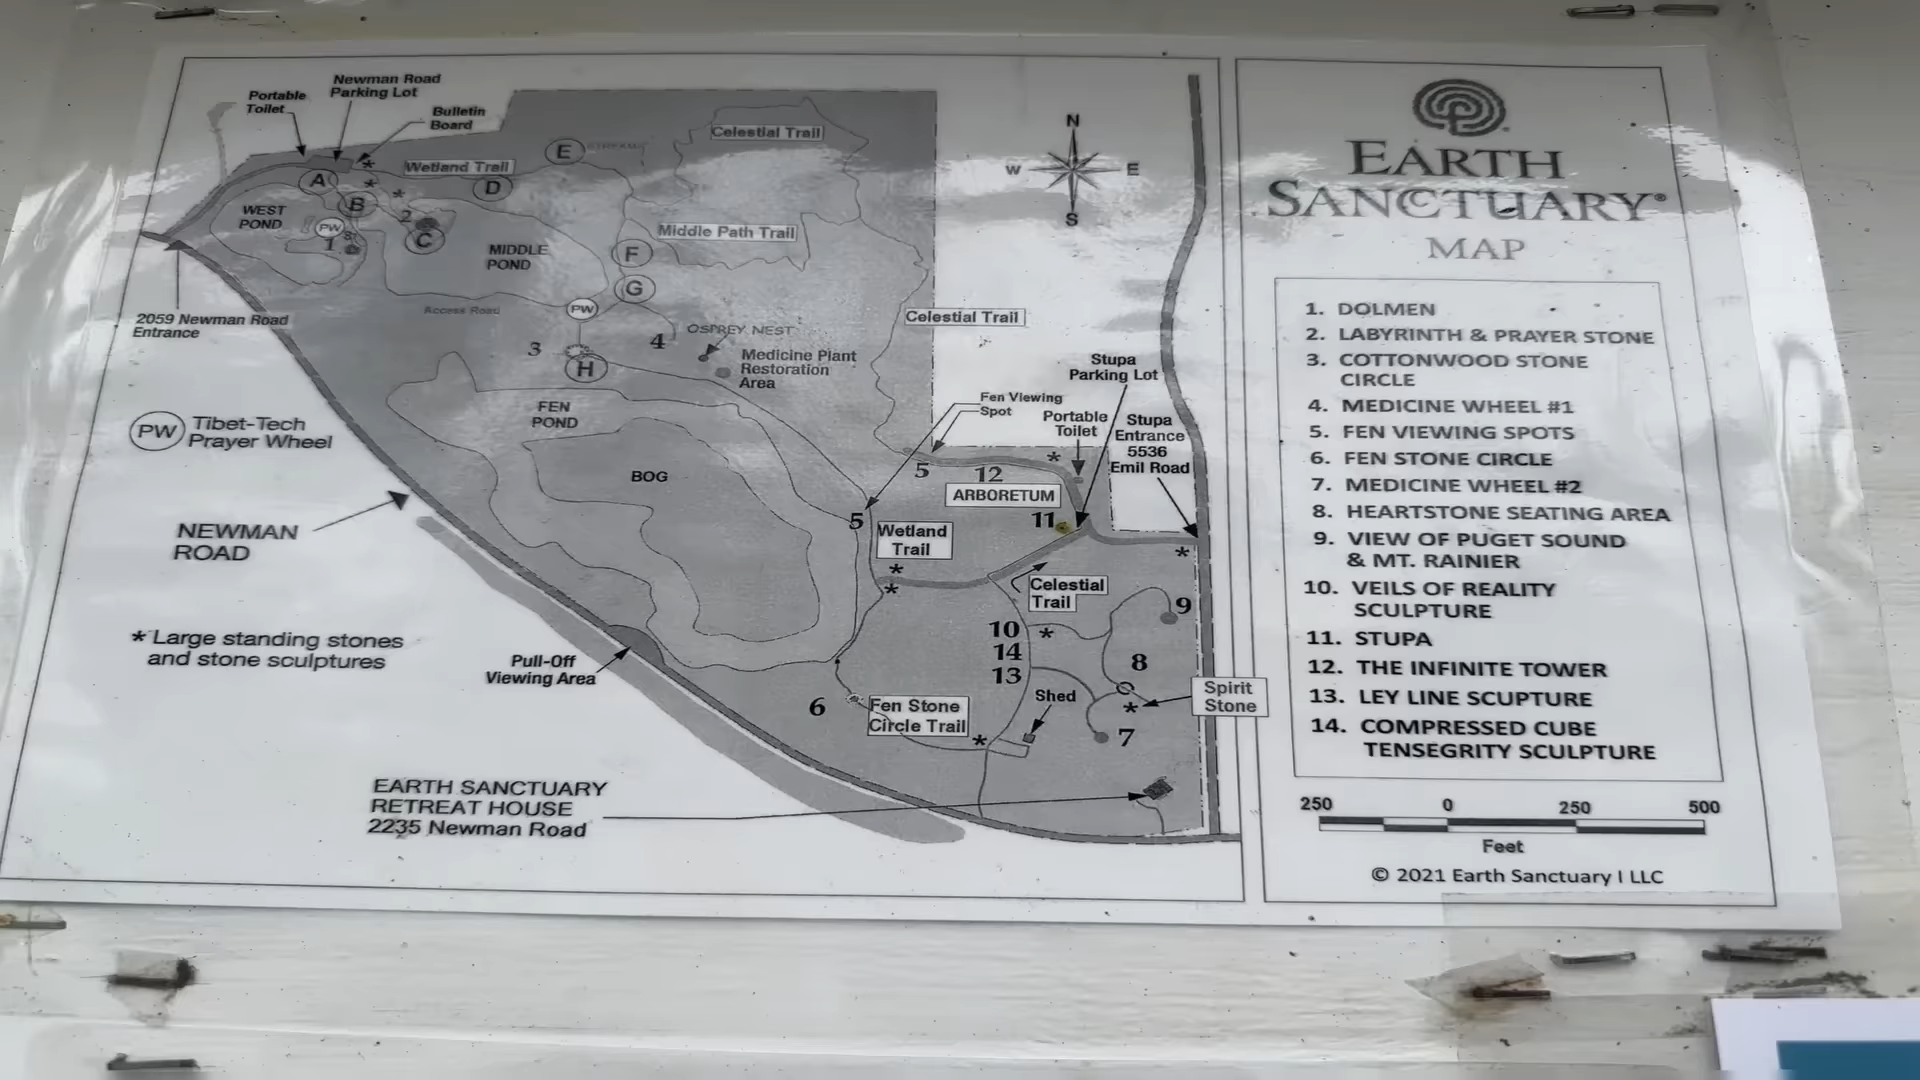 Newman Road
Parking Lot
Portable
Toilet
Bulletin
Board
Wetland Trail
E
STREAMS
Celestial Trail
N
W
E
S
A
B
D
WEST
POND
PW
1
2
C
MIDDLE
POND
F
Middle Path Trail
G
2059 Newman Road
Entrance
Access Road
PW
3
H
4
OSPREY NEST
Medicine Plant
Restoration
Area
Celestial Trail
Stupa
Parking Lot
Fen Viewing
Spot
Portable
Toilet
Stupa
Entrance
5536
Emil Road
PW
Tibet-Tech
Prayer Wheel
FEN
POND
BOG
5
12
ARBORETUM
11
5
Wetland
Trail
NEWMAN
ROAD
Celestial
Trail
9
10
14
13
8
* Large standing stones
and stone sculptures
Pull-Off
Viewing Area
6
Fen Stone
Circle Trail
Shed
Spirit
Stone
7
EARTH SANCTUARY
RETREAT HOUSE
2235 Newman Road
EARTH
SANCTUARY®
MAP
1. DOLMEN
2. LABYRINTH & PRAYER STONE
3. COTTONWOOD STONE
CIRCLE
4. MEDICINE WHEEL #1
5. FEN VIEWING SPOTS
6. FEN STONE CIRCLE
7. MEDICINE WHEEL #2
8. HEARTSTONE SEATING AREA
9. VIEW OF PUGET SOUND
& MT. RAINIER
10. VEILS OF REALITY
SCULPTURE
11. STUPA
12. THE INFINITE TOWER
13. LEY LINE SCUPTURE
14. COMPRESSED CUBE
TENSEGRITY SCULPTURE
250 0 250 500
Feet
© 2021 Earth Sanctuary I LLC